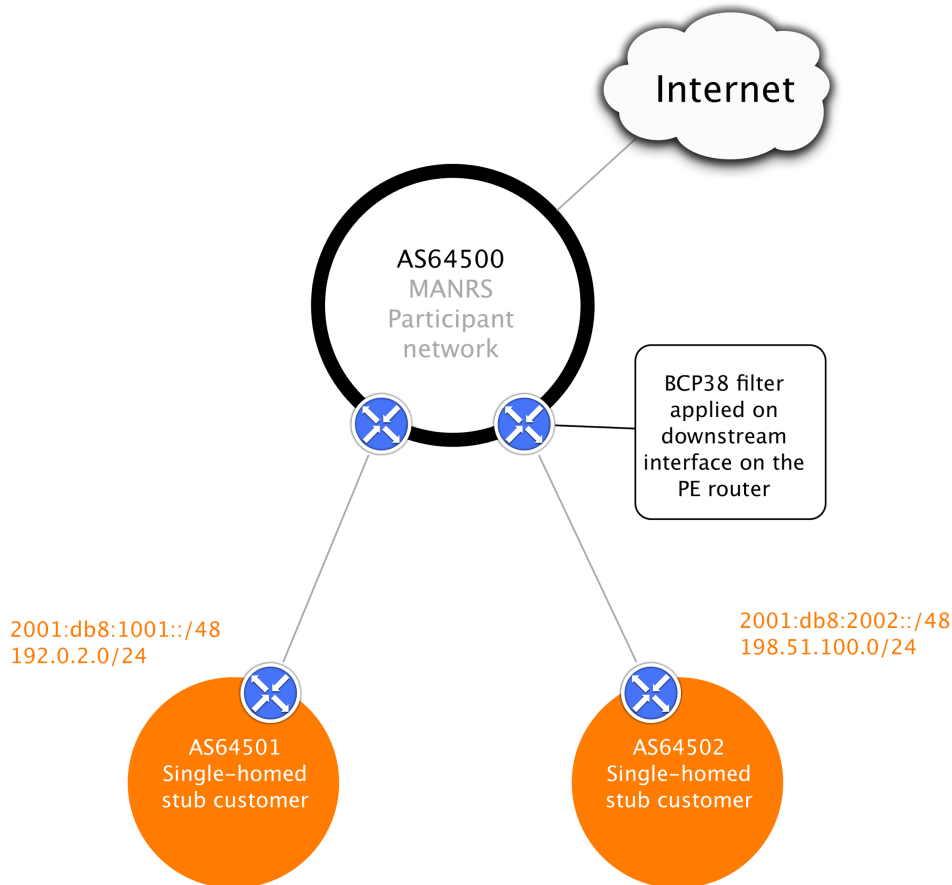 Internet
AS64500
MANRS
Participant
network
BCP38 filter
applied on
downstream
interface on the
PE router
2001:db8:1001::/48
192.0.2.0/24
2001:db8:2002::/48
198.51.100.0/24
AS64501
Single-homed
stub customer
AS64502
Single-homed
stub customer